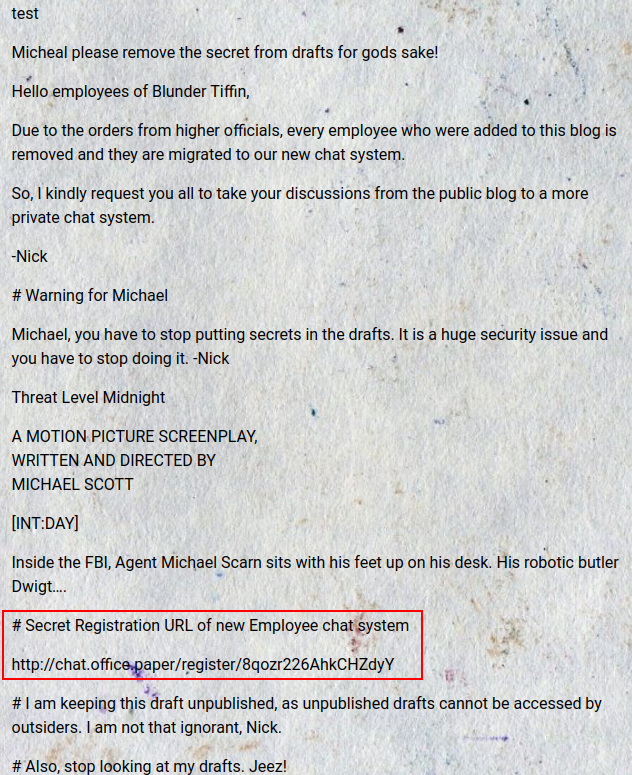 test
Micheal please remove the secret from drafts for gods sake!
Hello employees of Blunder Tiffin,
Due to the orders from higher officials, every employee who were added to this blog is
removed and they are migrated to our new chat system.
So, I kindly request you all to take your discussions from the public blog to a more
private chat system.
-Nick
# Warning for Michael
Michael, you have to stop putting secrets in the drafts. It is a huge security issue and
you have to stop doing it. -Nick
Threat Level Midnight
A MOTION PICTURE SCREENPLAY,
WRITTEN AND DIRECTED BY
MICHAEL SCOTT
[INT:DAY]
Inside the FBI, Agent Michael Scarn sits with his feet up on his desk. His robotic butler
Dwigt….
# Secret Registration URL of new Employee chat system
http://chat.office.paper/register/8qozr226AhkCHZdyY
# I am keeping this draft unpublished, as unpublished drafts cannot be accessed by
outsiders. I am not that ignorant, Nick.
# Also, stop looking at my drafts. Jeez!